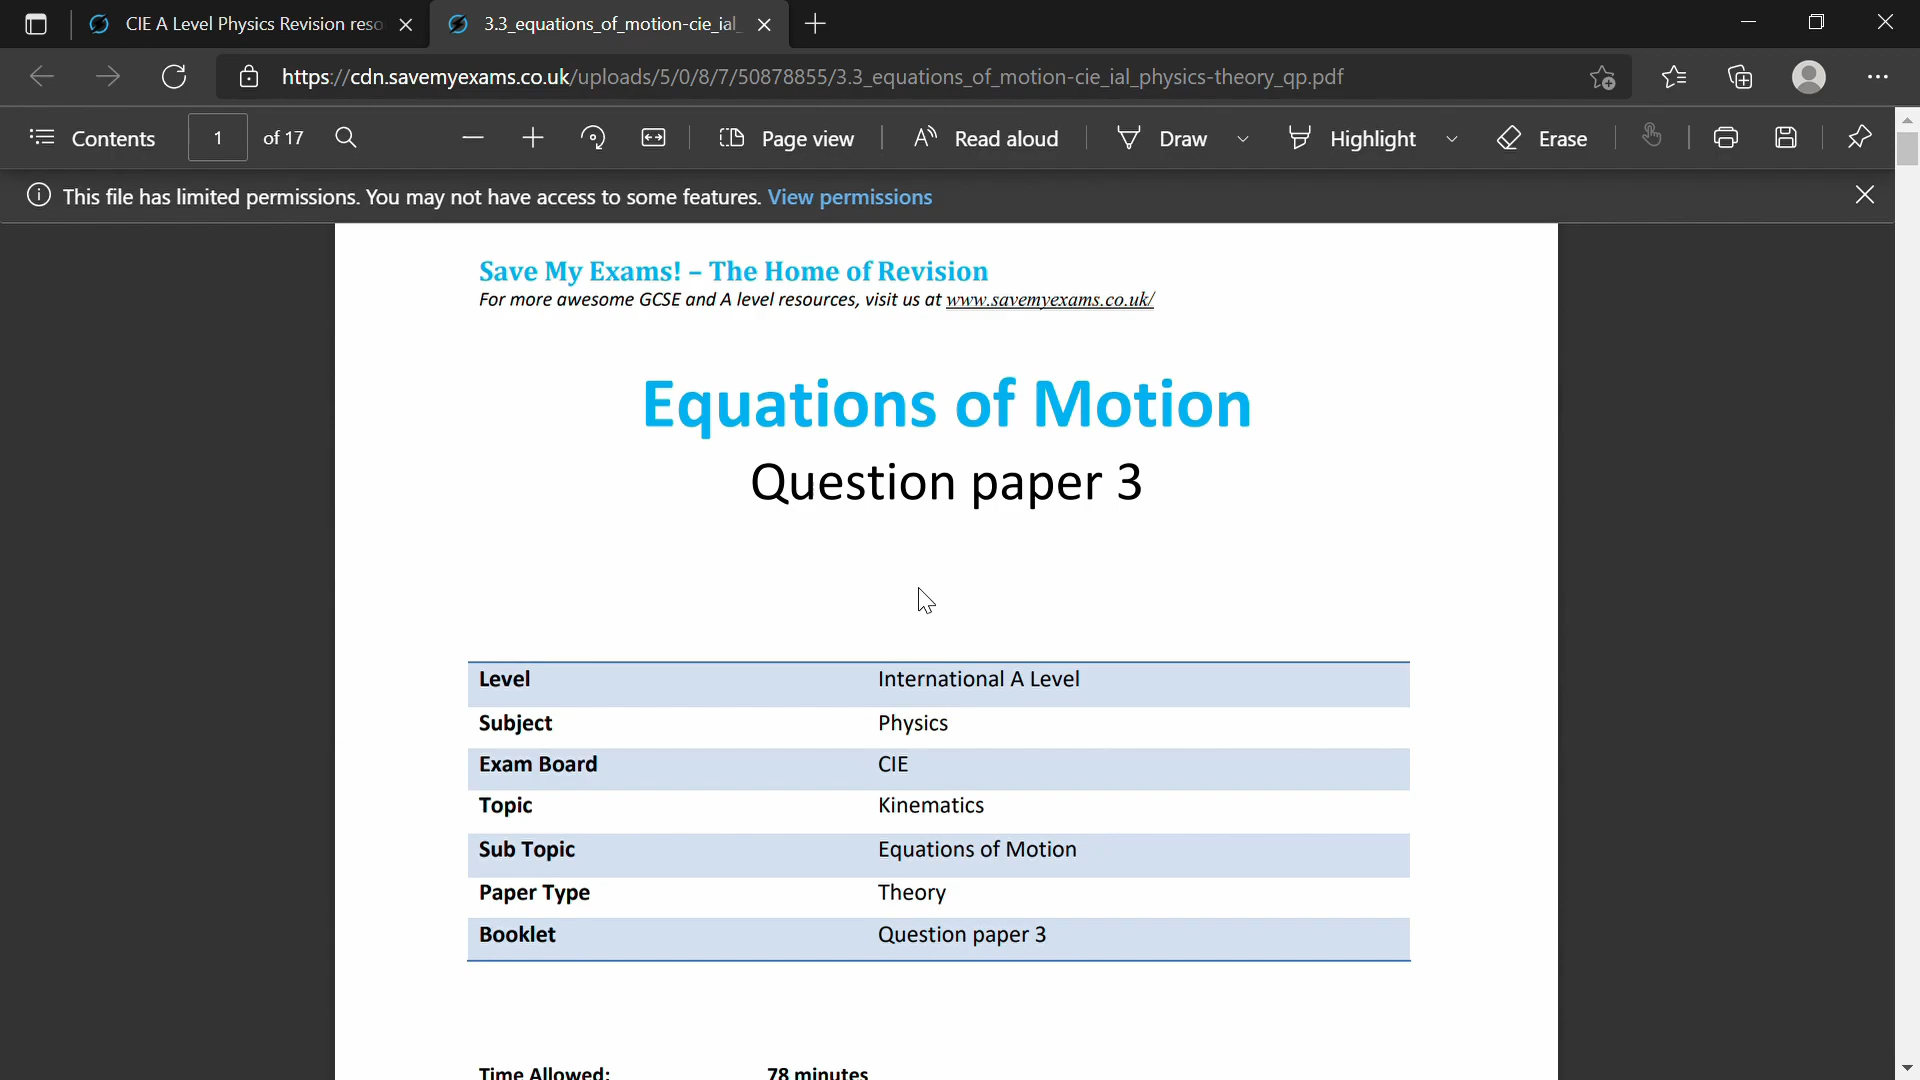 CIE A Level Physics Revision reso
3.3_equations_of_motion-cie_ial_
https://cdn.savemyexams.co.uk/uploads/5/0/8/7/50878855/3.3_equations_of_motion-cie_ial_physics-theory_qp.pdf
Contents 1 of 17 Page view Read aloud Draw Highlight Erase
This file has limited permissions. You may not have access to some features. View permissions
Save My Exams! – The Home of Revision
For more awesome GCSE and A level resources, visit us at www.savemyexams.co.uk/
Equations of Motion
Question paper 3
Level International A Level
Subject Physics
Exam Board CIE
Topic Kinematics
Sub Topic Equations of Motion
Paper Type Theory
Booklet Question paper 3
Time Allowed: 78 minutes